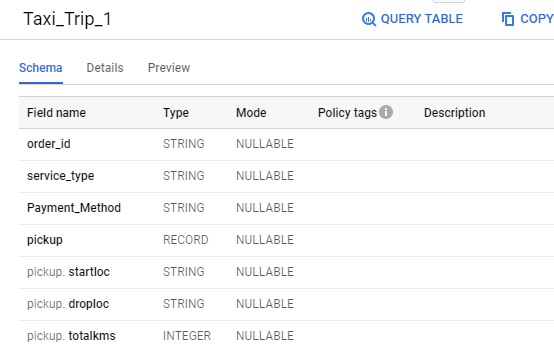 Taxi_Trip_1 QUERY TABLE COPY
Schema Details Preview
Field name Type Mode Policy tags Description
order_id STRING NULLABLE
service_type STRING NULLABLE
Payment_Method STRING NULLABLE
pickup RECORD NULLABLE
pickup. startloc STRING NULLABLE
pickup. droploc STRING NULLABLE
pickup. totalkms INTEGER NULLABLE